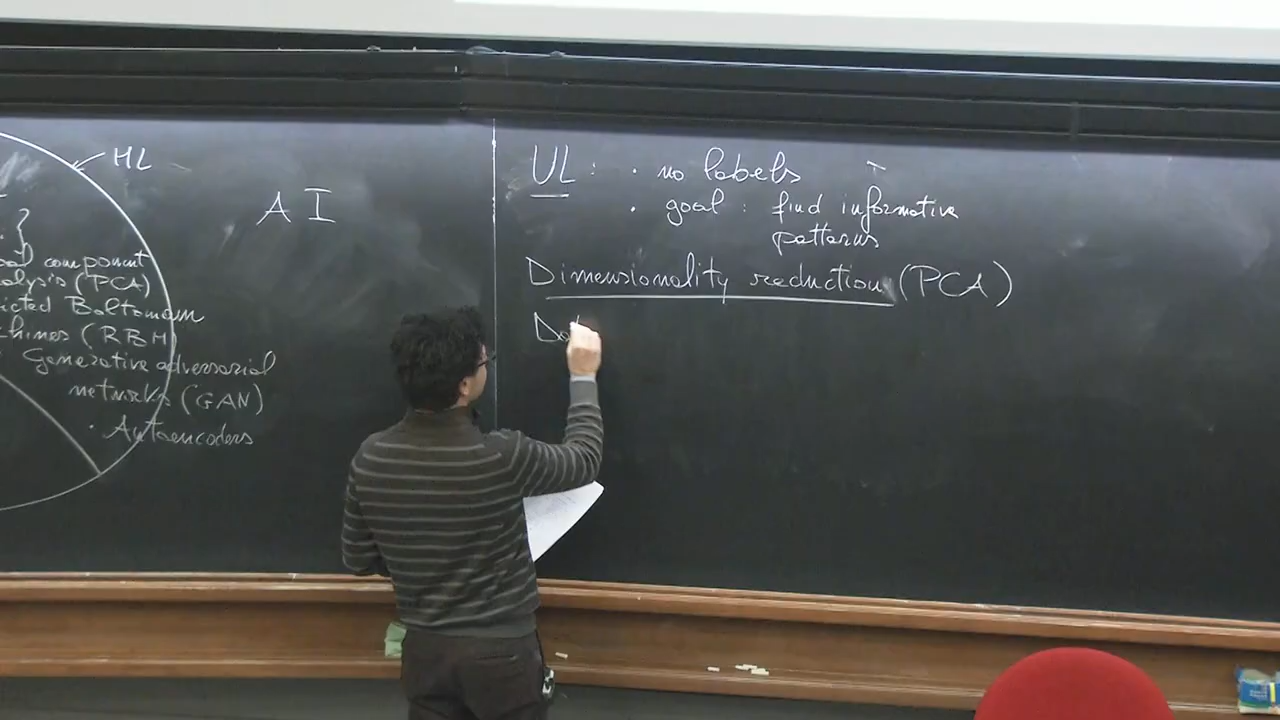 ML
AI
component
(PCA)
Boltzmann
(RBM)
Generative adversarial
networks (GAN)
· Autoencoders
UL : · no labels
· goal : find informative
patterns
Dimensionality reduction (PCA)